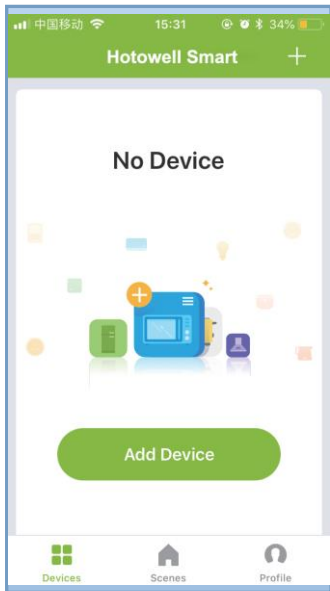 中国移动 15:31 34%
Hotowell Smart +
No Device
Add Device
Devices Scenes Profile